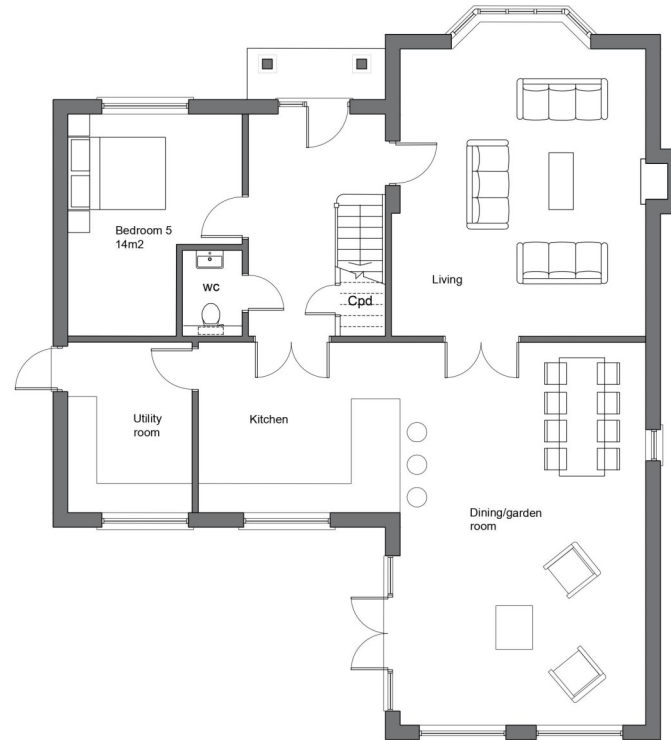 Bedroom 5
14m2
wc
Cpd
Living
Utility
room
Kitchen
Dining/garden
room